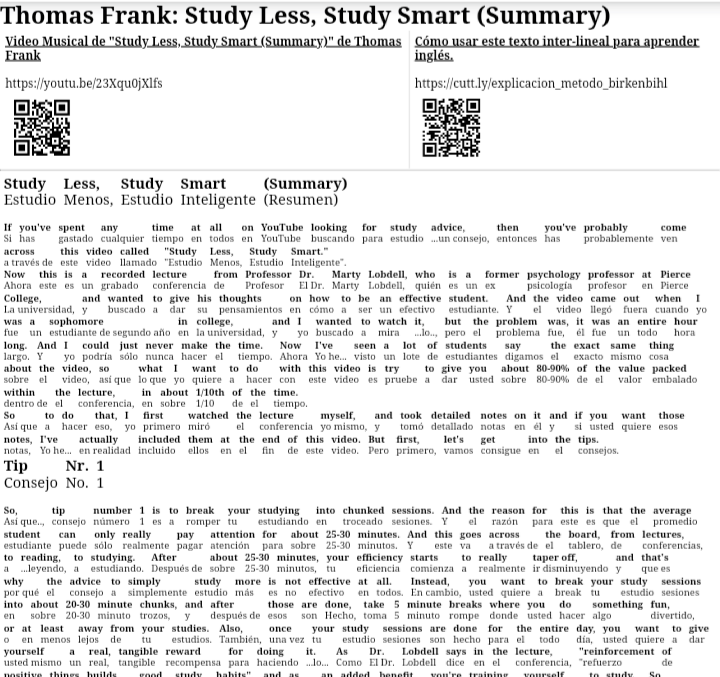 Thomas Frank: Study Less, Study Smart (Summary)
Video Musical de "Study Less, Study Smart (Summary)" de Thomas
Frank
https://youtu.be/23Xqu0jXlfs
Cómo usar este texto inter-lineal para aprender
inglés.
https://cutt.ly/explicacion_metodo_birkenbihl
Study Less, Study Smart (Summary)
Estudio Menos, Estudio Inteligente (Resumen)
If you've spent any time at all on YouTube looking for study advice, then you've probably come
Si has gastado cualquier tiempo en todos en YouTube buscando para estudio ...un consejo, entonces has probablemente ven
across this video called "Study Less, Study Smart."
a través de este video llamado "Estudio Menos, Estudio Inteligente".
Now this is a recorded lecture from Professor Dr. Marty Lobdell, who is a former psychology professor at Pierce
Ahora este es un grabado conferencia de Profesor El Dr. Marty Lobdell, quién es un ex psicología profesor en Pierce
College, and wanted to give his thoughts on how to be an effective student. And the video came out when I
La universidad, y buscado a dar su pensamientos en cómo a ser un efectivo estudiante. Y el video llegó fuera cuando yo
was a sophomore in college, and I wanted to watch it, but the problem was, it was an entire hour
fue un estudiante de segundo año en la universidad, y yo buscado a mira ...lo.., pero el problema fue, él fue un todo hora
long. And I could just never make the time. Now I've seen a lot of students say the exact same thing
largo. Y yo podría sólo nunca hacer el tiempo. Ahora Yo he... visto un lote de estudiantes digamos el exacto mismo cosa
about the video, so what I want to do with this video is try to give you about 80-90% of the value packed
sobre el video, así que lo que yo quiere a hacer con este video es pruebe a dar usted sobre 80-90% de el valor embalado
within the lecture, in about 1/10th of the time.
dentro de el conferencia, en sobre 1/10 de el tiempo.
So to do that, I first watched the lecture myself, and took detailed notes on it and if you want those
Así que a hacer eso, yo primero miró el conferencia yo mismo, y tomó detallado notas en él y si usted quiere esos
notes, I've actually included them at the end of this video. But first, let's get into the tips.
notas, Yo he... en realidad incluido ellos en el fin de este video. Pero primero, vamos consigue en el consejos.
Tip Nr. 1
Consejo No. 1
So, tip number 1 is to break your studying into chunked sessions. And the reason for this is that the average
Así que.., consejo número 1 es a romper tu estudiando en troceado sesiones. Y el razón para este es que el promedio
student can only really pay attention for about 25-30 minutes. And this goes across the board, from lectures,
estudiante puede sólo realmente pagar atención para sobre 25-30 minutos. Y este va a través de el tablero, de conferencias,
to reading, to studying. After about 25-30 minutes, your efficiency starts to really taper off, and that's
a ...leyendo, a estudiando. Después de sobre 25-30 minutos, tu eficiencia comienza a realmente ir disminuyendo y que es
why the advice to simply study more is not effective at all. Instead, you want to break your study sessions
por qué el consejo a simplemente estudio más es no efectivo en todos. En cambio, usted quiere a break tu estudio sesiones
into about 20-30 minute chunks, and after those are done, take 5 minute breaks where you do something fun,
en sobre 20-30 minuto trozos, y después de esos son Hecho, toma 5 minuto rompe donde usted hacer algo divertido,
or at least away from your studies. Also, once your study sessions are done for the entire day, you want to give
o en menos lejos de tu estudios. También, una vez tu estudio sesiones son hecho para el todo día, usted quiere a dar
yourself a real, tangible reward for doing it. As Dr. Lobdell says in the lecture, "reinforcement of
usted mismo un real, tangible recompensa para haciendo ...lo... Como El Dr. Lobdell dice en el conferencia, "refuerzo de
positive things builds good study habits" and as an added benefit, you're training yourself to study. So